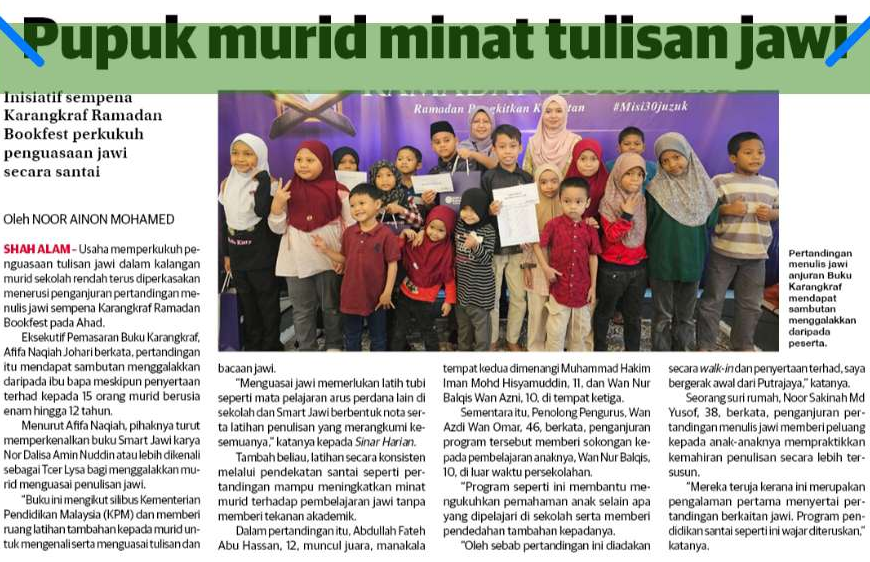 Pupuk murid minat tulisan jawi
Inisiatif sempena
Karangkraf Ramadan
Bookfest perkukuh
penguasaan jawi
secara santai
Oleh NOOR AINON MOHAMED
SHAH ALAM - Usaha memperkukuh pe-
nguasaan tulisan jawi dalam kalangan
murid sekolah rendah terus diperkasakan
menerusi penganjuran pertandingan me-
nulis jawi sempena Karangkraf Ramadan
Bookfest pada Ahad.
Eksekutif Pemasaran Buku Karangkraf,
Afifa Naqiah Johari berkata, pertandingan
itu mendapat sambutan menggalakkan
daripada ibu bapa meskipun penyertaan
terhad kepada 15 orang murid berusia
enam hingga 12 tahun.
Menurut Afifa Naqiah, pihaknya turut
memperkenalkan buku Smart Jawi karya
Nor Dalisa Amin Nuddin atau lebih dikenali
sebagai Tcer Lysa bagi menggalakkan mu-
rid menguasai penulisan jawi.
"Buku ini mengikut silibus Kementerian
Pendidikan Malaysia (KPM) dan memberi
ruang latihan tambahan kepada murid un-
tuk mengenali serta menguasai tulisan dan
Ramadan Bangkitkan K
#Misi30juzuk
Pertandingan
menulis jawi
anjuran Buku
Karangkraf
mendapat
sambutan
menggalakkan
daripada
peserta.
bacaan jawi.
"Menguasai jawi memerlukan latih tubi
seperti mata pelajaran arus perdana lain di
sekolah dan Smart Jawi berbentuk nota ser-
ta latihan penulisan yang merangkumi ke-
semuanya," katanya kepada Sinar Harian.
Tambah beliau, latihan secara konsisten
melalui pendekatan santai seperti per-
tandingan mampu meningkatkan minat
murid terhadap pembelajaran jawi tanpa
memberi tekanan akademik.
Dalam pertandingan itu, Abdullah Fateh
Abu Hassan, 12, muncul juara, manakala
tempat kedua dimenangi Muhammad Hakim
Iman Mohd Hisyamuddin, 11, dan Wan Nur
Balqis Wan Azni, 10, di tempat ketiga.
Sementara itu, Penolong Pengurus, Wan
Azdi Wan Omar, 46, berkata, penganjuran
program tersebut memberi sokongan ke-
pada pembelajaran anaknya, Wan Nur Balqis,
10, di luar waktu persekolahan.
"Program seperti ini membantu me-
ngukuhkan pemahaman anak selain apa
yang dipelajari di sekolah serta memberi
pendedahan tambahan kepadanya.
"Oleh sebab pertandingan ini diadakan
secara walk-in dan penyertaan terhad, saya
bergerak awal dari Putrajaya," katanya.
Seorang suri rumah, Noor Sakinah Md
Yusof, 38, berkata, penganjuran per-
tandingan menulis jawi memberi peluang
kepada anak-anaknya mempraktikkan
kemahiran penulisan secara lebih ter-
susun.
"Mereka teruja kerana ini merupakan
pengalaman pertama menyertai per-
tandingan berkaitan jawi. Program pen-
didikan santai seperti ini wajar diteruskan,"
katanya.